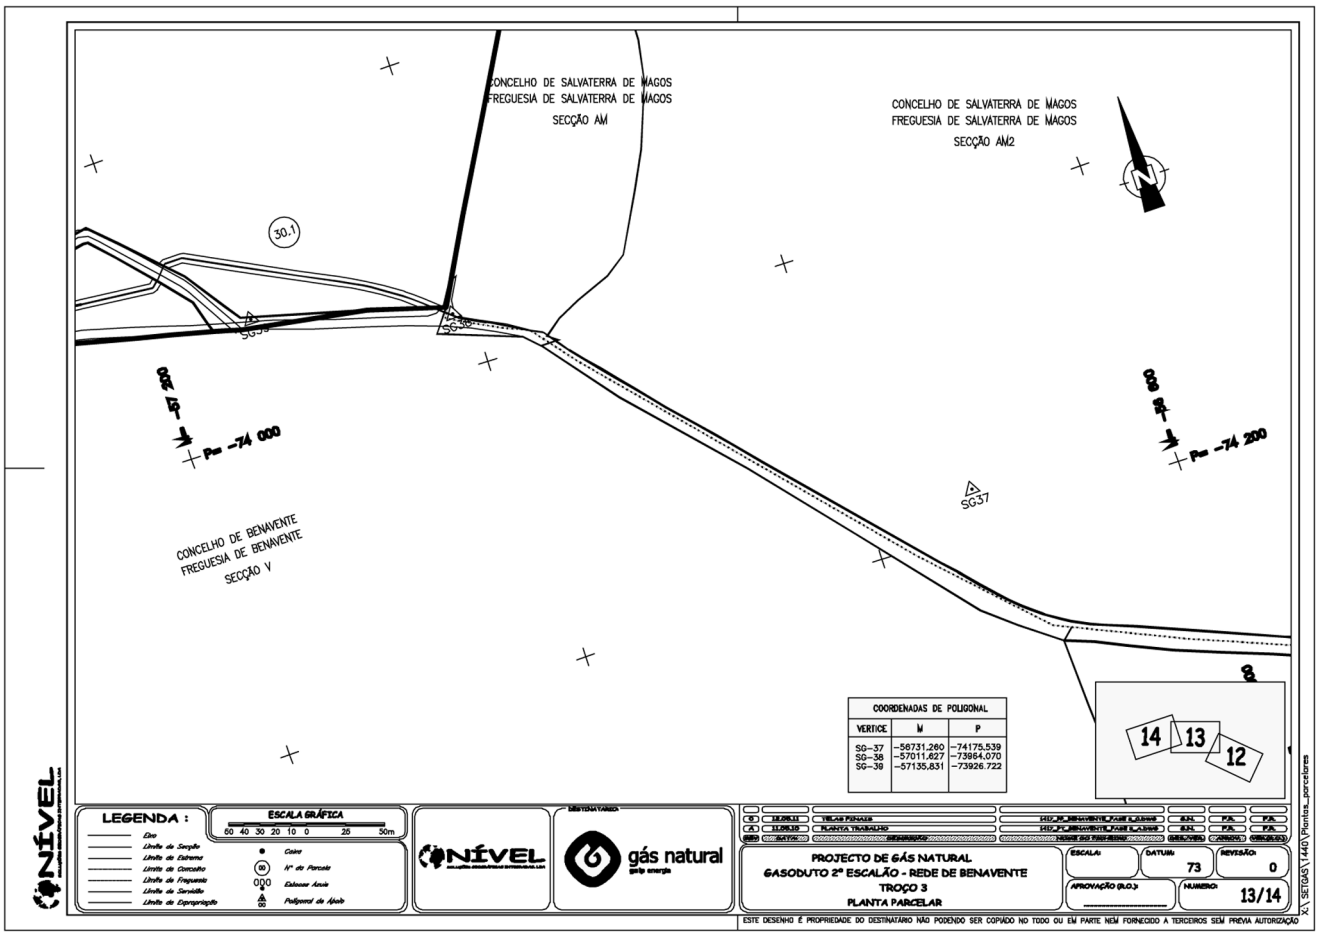 CONCELHO DE SALVATERRA DE MAGOS
FREGUESIA DE SALVATERRA DE MAGOS
SECÇÃO AM
CONCELHO DE SALVATERRA DE MAGOS
FREGUESIA DE SALVATERRA DE MAGOS
SECÇÃO AM2
N
30.1
SG38
-57 200
P= -74 000
P= -74 200
SG37
CONCELHO DE BENAVENTE
FREGUESIA DE BENAVENTE
SECÇÃO V
COORDENADAS DE POLIGONAL
VERTICE M P
SG-37 -56731.260 -74175.539
SG-38 -57011.627 -73964.070
SG-39 -57135.831 -73926.722
14 13 12
NÍVEL
LEGENDA :
Eixo
Limite de Secção
Limite de Estrema
Limite de Concelho
Limite de Freguesia
Limite de Servidão
Limite de Expropriação
ESCALA GRÁFICA
50 40 30 20 10 0 25 50m
Caixa
Nº da Parcela
Polígonal de Apoio
NÍVEL
DESTINATÁRIO:
gás natural
galp energia
TELAS FINAIS
PLANTA TRABALHO
PROJECTO DE GÁS NATURAL
GASODUTO 2º ESCALÃO - REDE DE BENAVENTE
TROÇO 3
PLANTA PARCELAR
ESCALA:
DATUM:
73
REVISÃO:
0
APROVAÇÃO (D.O.):
NUMERO:
13/14
ESTE DESENHO É PROPRIEDADE DO DESTINATÁRIO NÃO PODENDO SER COPIADO NO TODO OU EM PARTE NEM FORNECIDO A TERCEIROS SEM PRÉVIA AUTORIZAÇÃO
X:\ SETGAS\1440\Plantas_parcelares